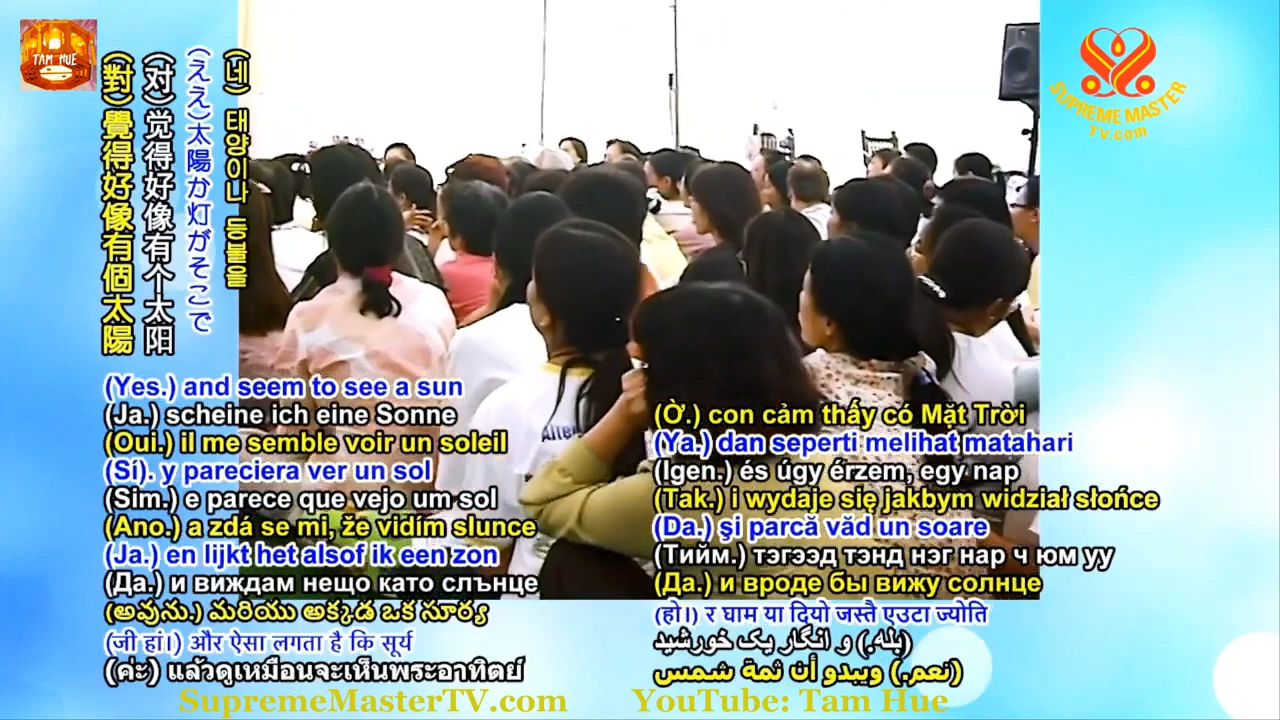 TAM HUE
SUPREME MASTER
TV.com
(對)覺得好像有個太陽
(对)觉得好像有个太阳
(ええ)太陽か灯がそこで
(네) 태양이나 등불을
(Yes.) and seem to see a sun
(Ja.) scheine ich eine Sonne
(Oui.) il me semble voir un soleil
(Sí). y pareciera ver un sol
(Sim.) e parece que vejo um sol
(Ano.) a zdá se mi, že vidím slunce
(Ja.) en lijkt het alsof ik een zon
(Да.) и виждам нещо като слънце
(అవును.) మరియు అక్కడ ఒక సూర్య
(जी हां।) और ऐसा लगता है कि सूर्य
(ค่ะ) แล้วดูเหมือนจะเห็นพระอาทิตย์
Alter
(Ờ.) con cảm thấy có Mặt Trời
(Ya.) dan seperti melihat matahari
(Igen.) és úgy érzem, egy nap
(Tak.) i wydaje się jakbym widział słońce
(Da.) şi parcă văd un soare
(Тийм.) тэгээд тэнд нэг нар ч юм уу
(Да.) и вроде бы вижу солнце
(हो।) र घाम या दियो जस्तै एउटा ज्योति
(بله.) و انگار یک خورشید
(نعم.) ويبدو أن ثمة شمس
SupremeMasterTV.com
YouTube: Tam Hue